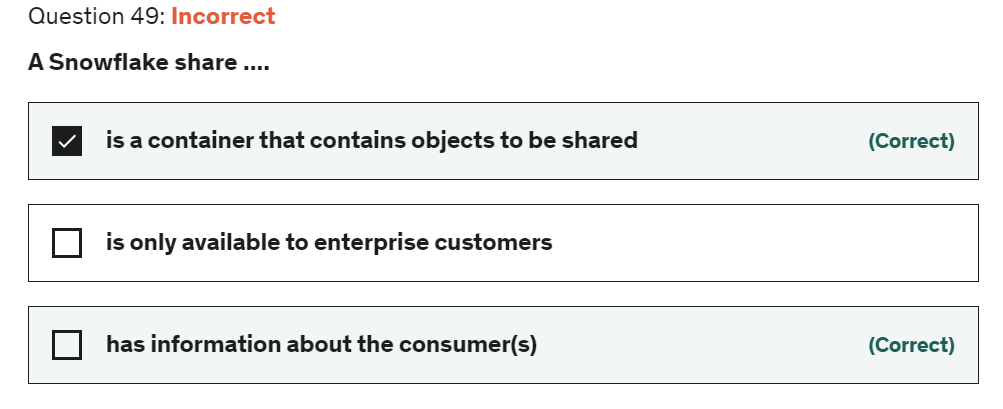 Question 49: Incorrect
A Snowflake share ....
is a container that contains objects to be shared (Correct)
is only available to enterprise customers
has information about the consumer(s) (Correct)